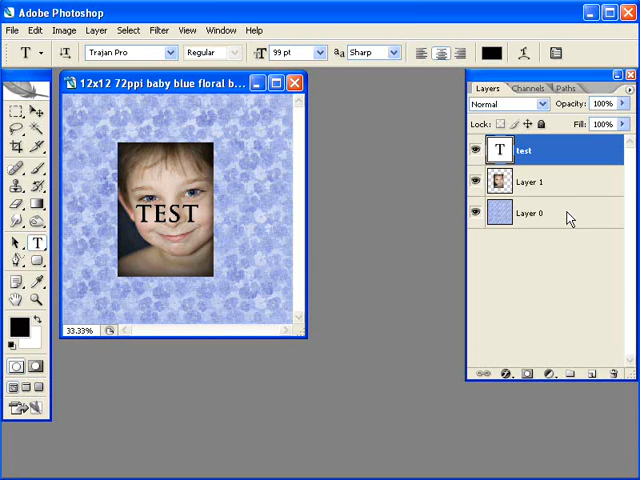 Adobe Photoshop
File Edit Image Layer Select Filter View Window Help
T Trajan Pro Regular 99 pt aa Sharp
12x12 72ppi baby blue floral b...
TEST
33.33%
Layers Channels Paths
Normal Opacity: 100%
Lock: Fill: 100%
T test
Layer 1
Layer 0
T